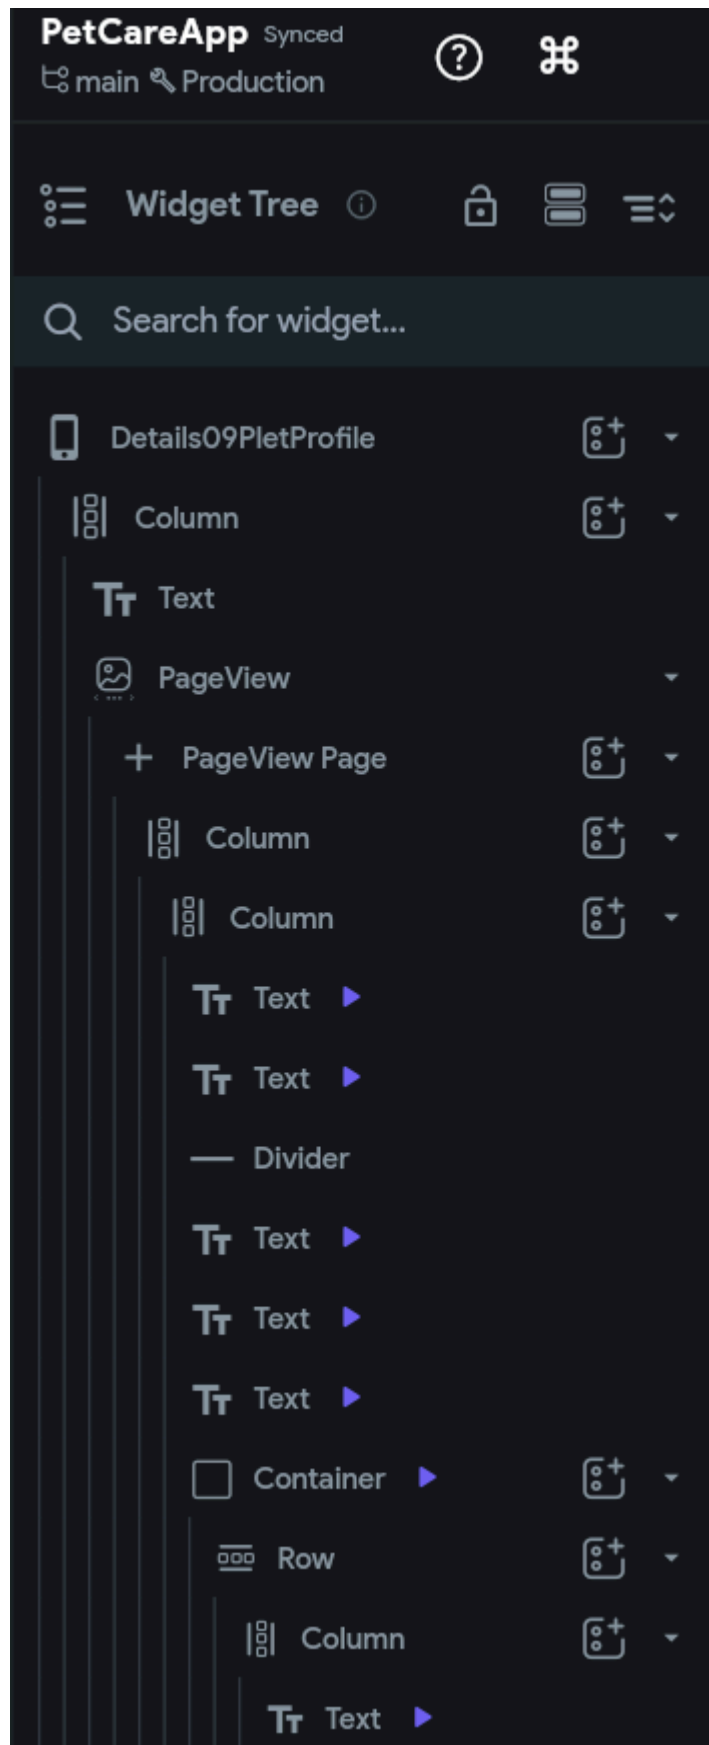 PetCareApp Synced
main Production
Widget Tree
Search for widget...
Details09PletProfile
Column
Text
PageView
PageView Page
Column
Column
Text
Text
Divider
Text
Text
Text
Container
Row
Column
Text